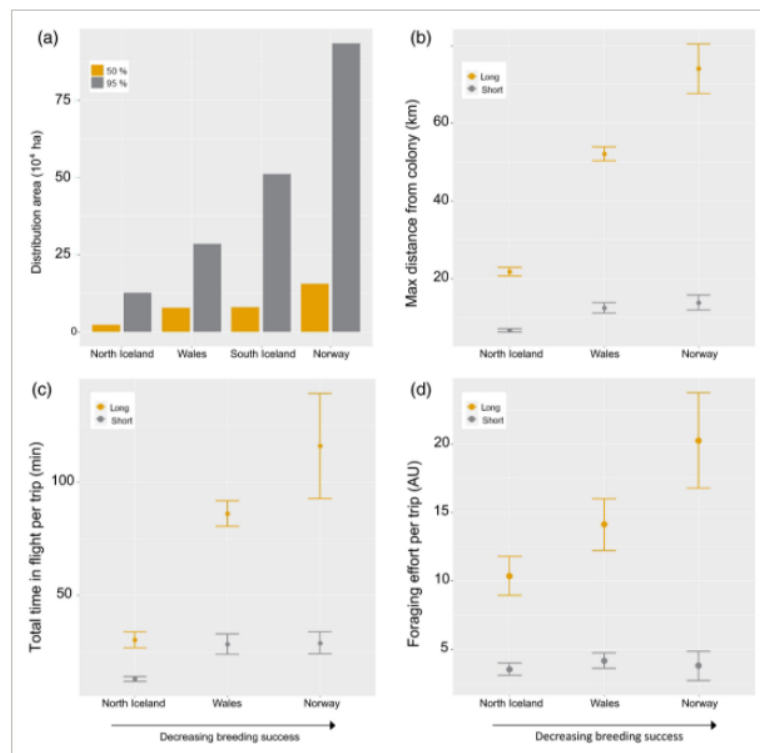 (a)
50 %
95 %
Distribution area (10⁴ ha)
75
50
25
0
North Iceland Wales South Iceland Norway
(b)
Long
Short
Max distance from colony (km)
60
40
20
North Iceland Wales Norway
(c)
Long
Short
Total time in flight per trip (min)
100
50
North Iceland Wales Norway
Decreasing breeding success
(d)
Long
Short
Foraging effort per trip (AU)
20
15
10
5
North Iceland Wales Norway
Decreasing breeding success